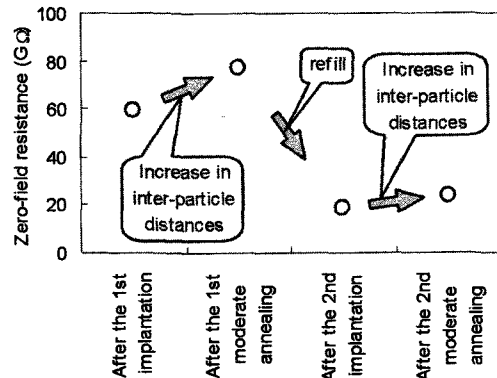 Zero-field resistance (GΩ)
100
80
60
40
20
0
refill
Increase in
inter-particle
distances
Increase in
inter-particle
distances
After the 1st
implantation
After the 1st
moderate
annealing
After the 2nd
implantation
After the 2nd
moderate
annealing